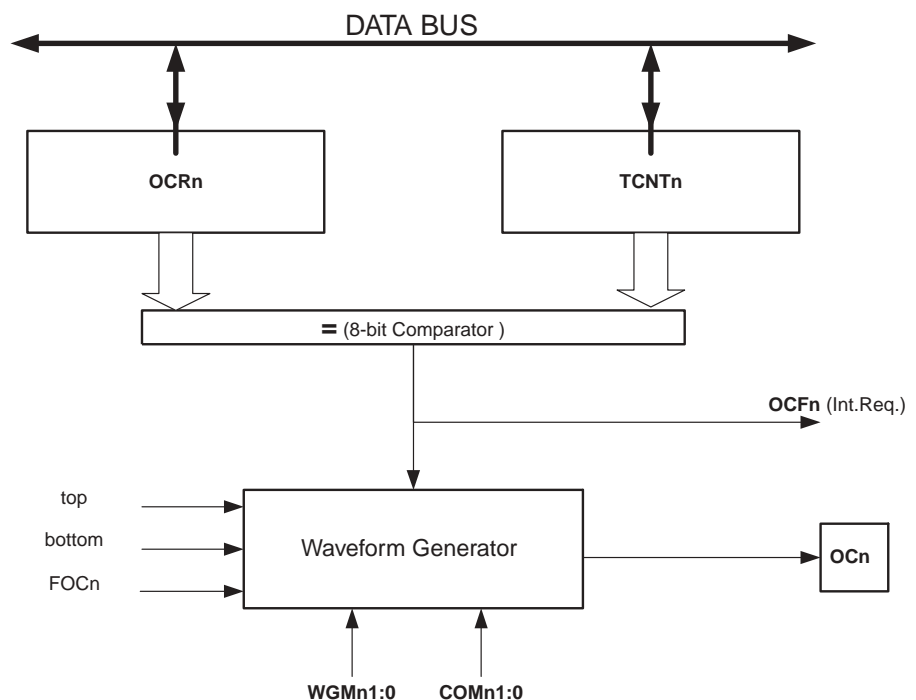 DATA BUS
OCRn
TCNTn
= (8-bit Comparator )
OCFn (Int.Req.)
top
bottom
FOCn
Waveform Generator
OCn
WGMn1:0
COMn1:0